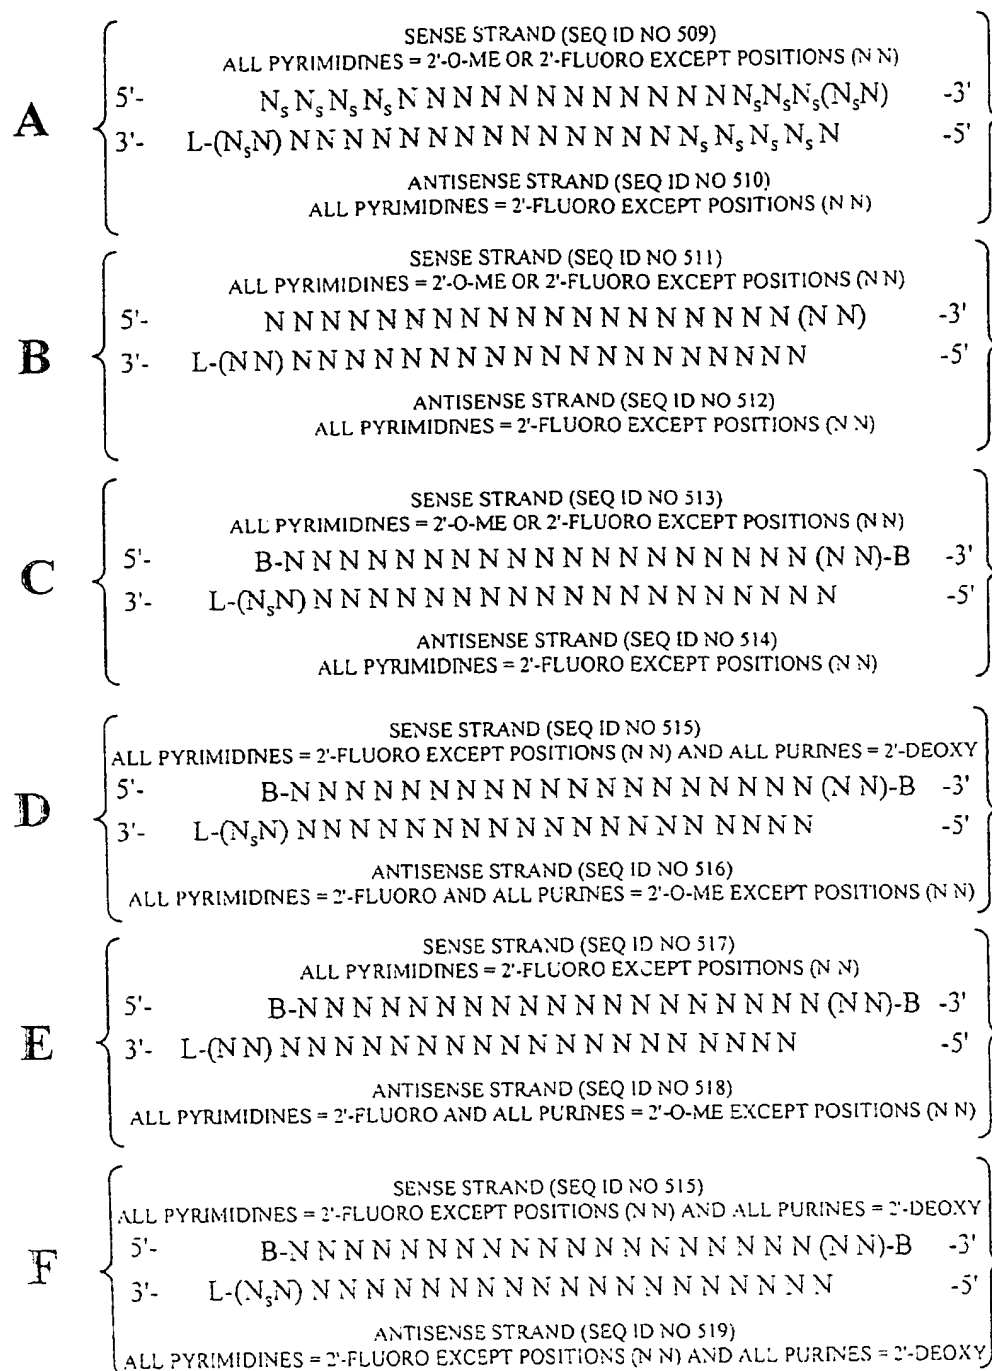 SENSE STRAND (SEQ ID NO 509)
ALL PYRIMIDINES = 2'-O-ME OR 2'-FLUORO EXCEPT POSITIONS (N N)
A
5'- NₛNₛNₛNₛN N N N N N N N N N N N NₛNₛNₛ(NₛN) -3'
3'- L-(NₛN) N N N N N N N N N N N N N N Nₛ Nₛ Nₛ Nₛ N -5'
ANTISENSE STRAND (SEQ ID NO 510)
ALL PYRIMIDINES = 2'-FLUORO EXCEPT POSITIONS (N N)
SENSE STRAND (SEQ ID NO 511)
ALL PYRIMIDINES = 2'-O-ME OR 2'-FLUORO EXCEPT POSITIONS (N N)
B
5'- N N N N N N N N N N N N N N N N N N N (N N) -3'
3'- L-(N N) N N N N N N N N N N N N N N N N N N N -5'
ANTISENSE STRAND (SEQ ID NO 512)
ALL PYRIMIDINES = 2'-FLUORO EXCEPT POSITIONS (N N)
SENSE STRAND (SEQ ID NO 513)
ALL PYRIMIDINES = 2'-O-ME OR 2'-FLUORO EXCEPT POSITIONS (N N)
C
5'- B-N N N N N N N N N N N N N N N N N N N (N N)-B -3'
3'- L-(NₛN) N N N N N N N N N N N N N N N N N N N -5'
ANTISENSE STRAND (SEQ ID NO 514)
ALL PYRIMIDINES = 2'-FLUORO EXCEPT POSITIONS (N N)
SENSE STRAND (SEQ ID NO 515)
ALL PYRIMIDINES = 2'-FLUORO EXCEPT POSITIONS (N N) AND ALL PURINES = 2'-DEOXY
D
5'- B-N N N N N N N N N N N N N N N N N N N (N N)-B -3'
3'- L-(NₛN) N N N N N N N N N N N N N N N N N N N -5'
ANTISENSE STRAND (SEQ ID NO 516)
ALL PYRIMIDINES = 2'-FLUORO AND ALL PURINES = 2'-O-ME EXCEPT POSITIONS (N N)
SENSE STRAND (SEQ ID NO 517)
ALL PYRIMIDINES = 2'-FLUORO EXCEPT POSITIONS (N N)
E
5'- B-N N N N N N N N N N N N N N N N N N N (N N)-B -3'
3'- L-(N N) N N N N N N N N N N N N N N N N N N N -5'
ANTISENSE STRAND (SEQ ID NO 518)
ALL PYRIMIDINES = 2'-FLUORO AND ALL PURINES = 2'-O-ME EXCEPT POSITIONS (N N)
SENSE STRAND (SEQ ID NO 515)
ALL PYRIMIDINES = 2'-FLUORO EXCEPT POSITIONS (N N) AND ALL PURINES = 2'-DEOXY
F
5'- B-N N N N N N N N N N N N N N N N N N N (N N)-B -3'
3'- L-(NₛN) N N N N N N N N N N N N N N N N N N N -5'
ANTISENSE STRAND (SEQ ID NO 519)
ALL PYRIMIDINES = 2'-FLUORO EXCEPT POSITIONS (N N) AND ALL PURINES = 2'-DEOXY